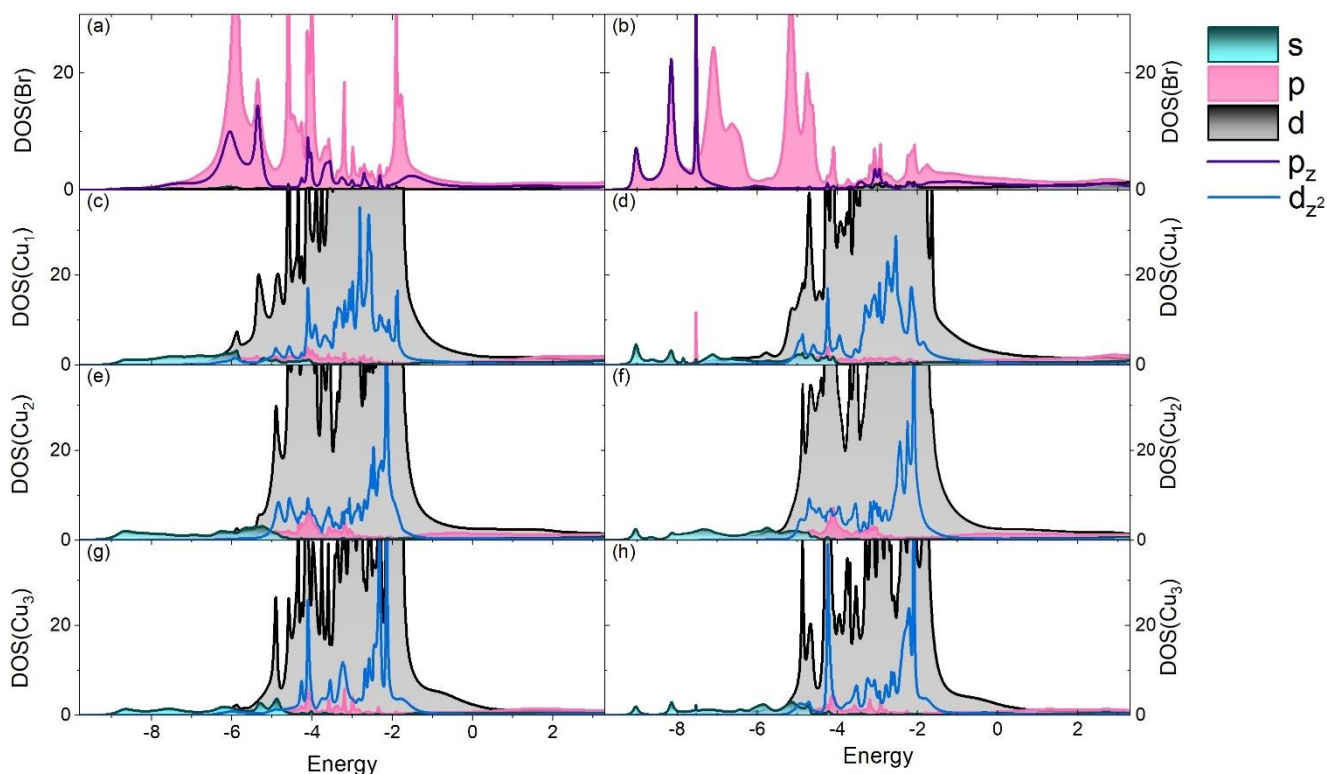 (a)
(b)
s
p
d
p_z
d_z²
DOS(Br)
20
0
20
0
DOS(Br)
(c)
(d)
DOS(Cu₁)
20
0
20
0
DOS(Cu₁)
(e)
(f)
DOS(Cu₂)
20
0
20
0
DOS(Cu₂)
(g)
(h)
DOS(Cu₃)
20
0
20
0
DOS(Cu₃)
-8 -6 -4 -2 0 2 -8 -6 -4 -2 0 2
Energy Energy